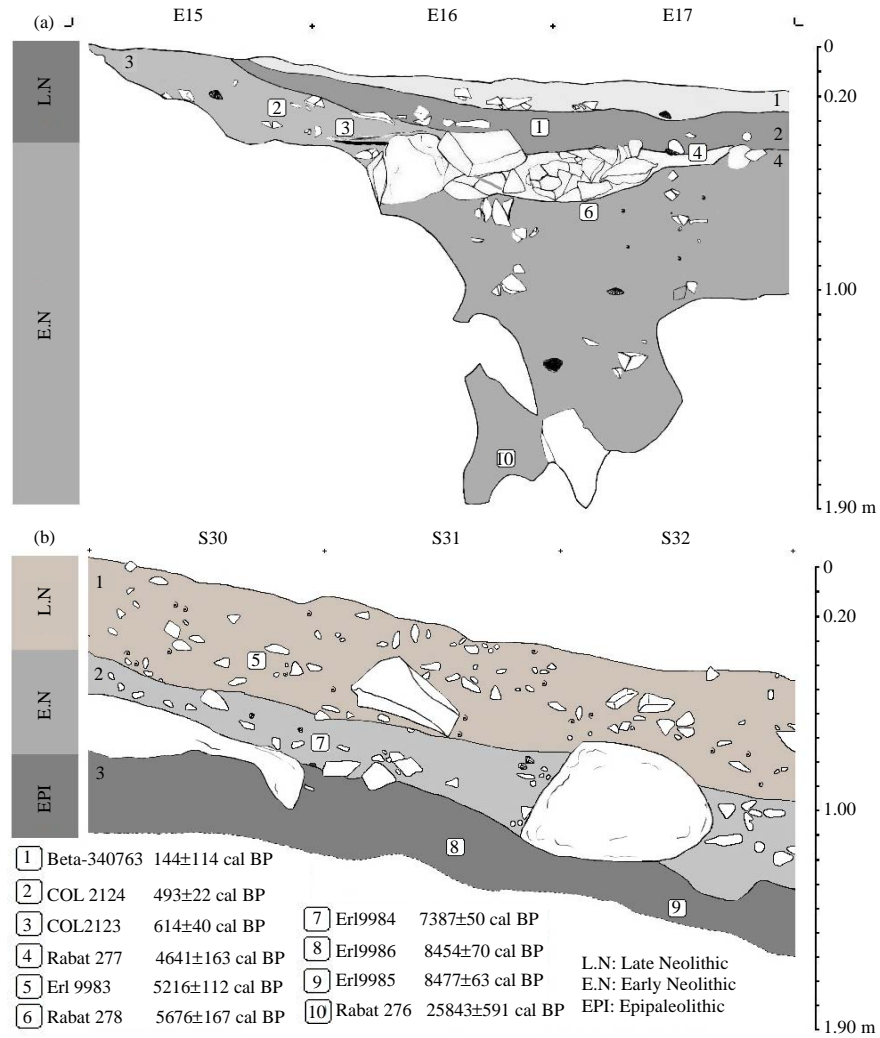 (a) E15 E16 E17
L.N
E.N
3
2
3
1
1
2
4
4
6
10
0
0.20
1.00
1.90 m
(b) S30 S31 S32
L.N
E.N
EPI
1
2
3
5
7
8
9
0
0.20
1.00
1.90 m
1 Beta-340763 144±114 cal BP
2 COL 2124 493±22 cal BP
3 COL2123 614±40 cal BP
4 Rabat 277 4641±163 cal BP
5 Erl 9983 5216±112 cal BP
6 Rabat 278 5676±167 cal BP
7 Erl9984 7387±50 cal BP
8 Erl9986 8454±70 cal BP
9 Erl9985 8477±63 cal BP
10 Rabat 276 25843±591 cal BP
L.N: Late Neolithic
E.N: Early Neolithic
EPI: Epipaleolithic